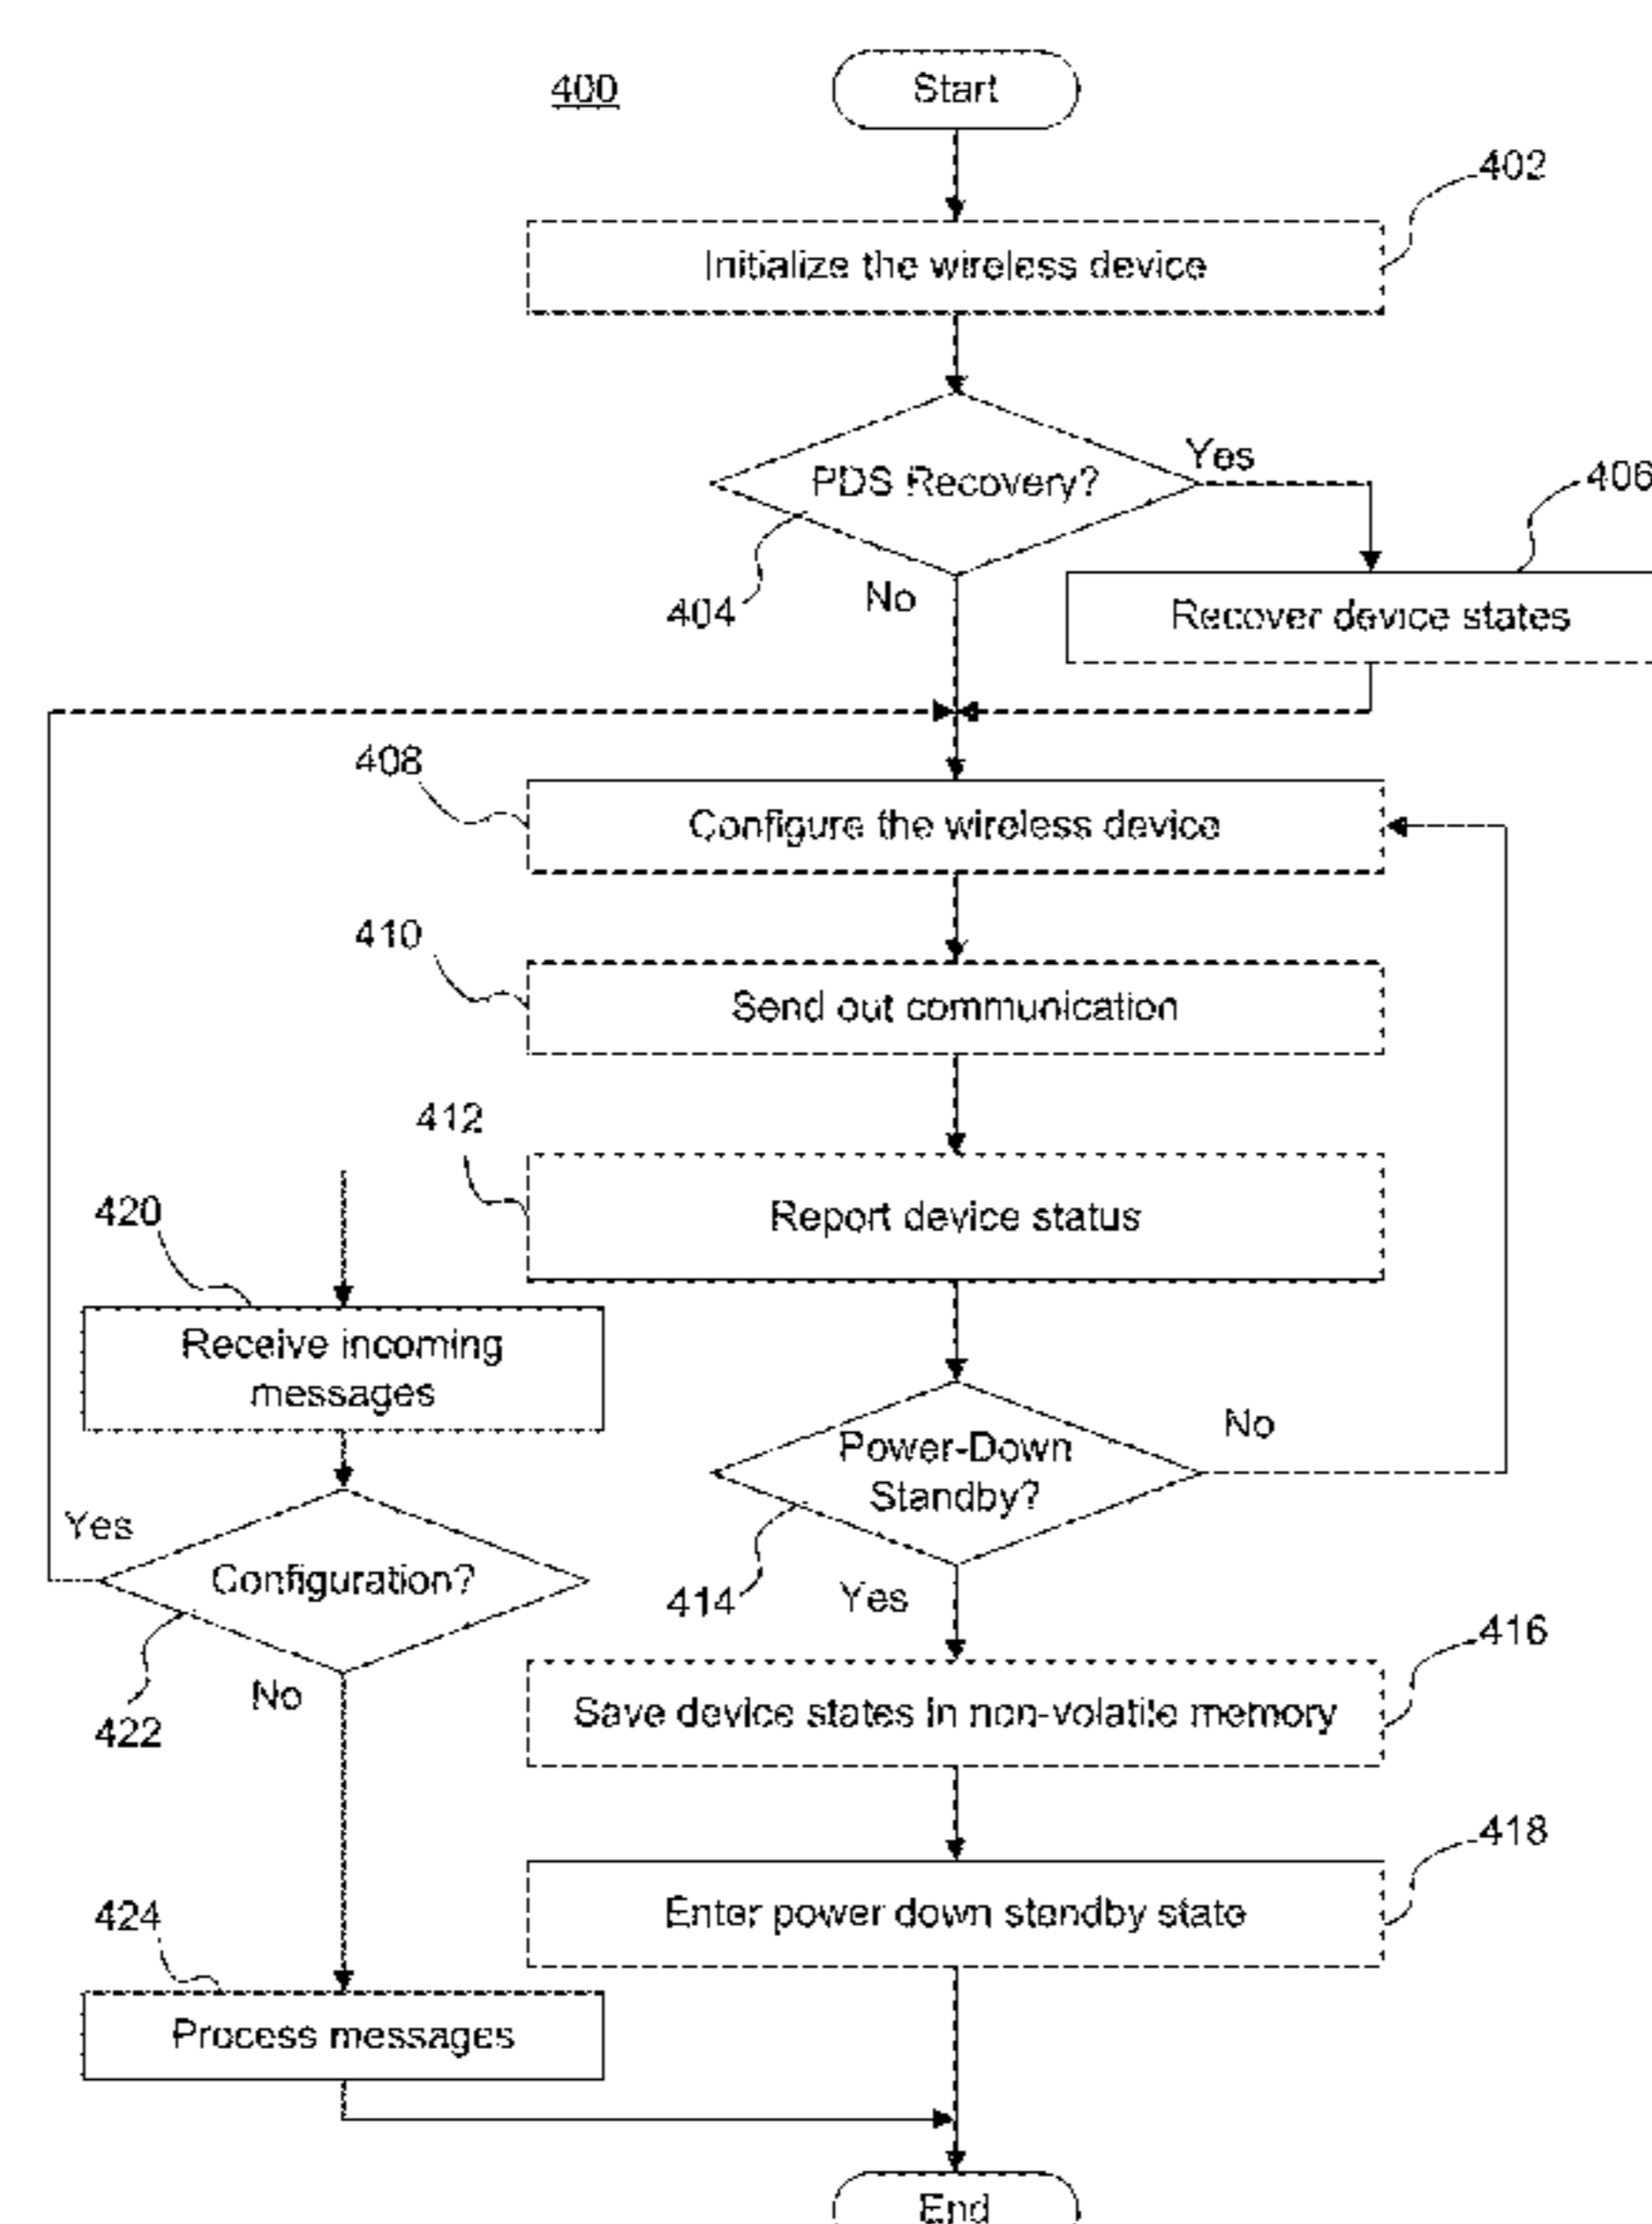 400
Start
402
Initialize the wireless device
PDS Recovery?
Yes
404
No
406
Recover device states
408
Configure the wireless device
410
Send out communication
412
Report device status
420
Receive incoming
messages
Power-Down
Standby?
No
414
Yes
Yes
Configuration?
422
No
416
Save device states in non-volatile memory
418
Enter power down standby state
424
Process messages
End